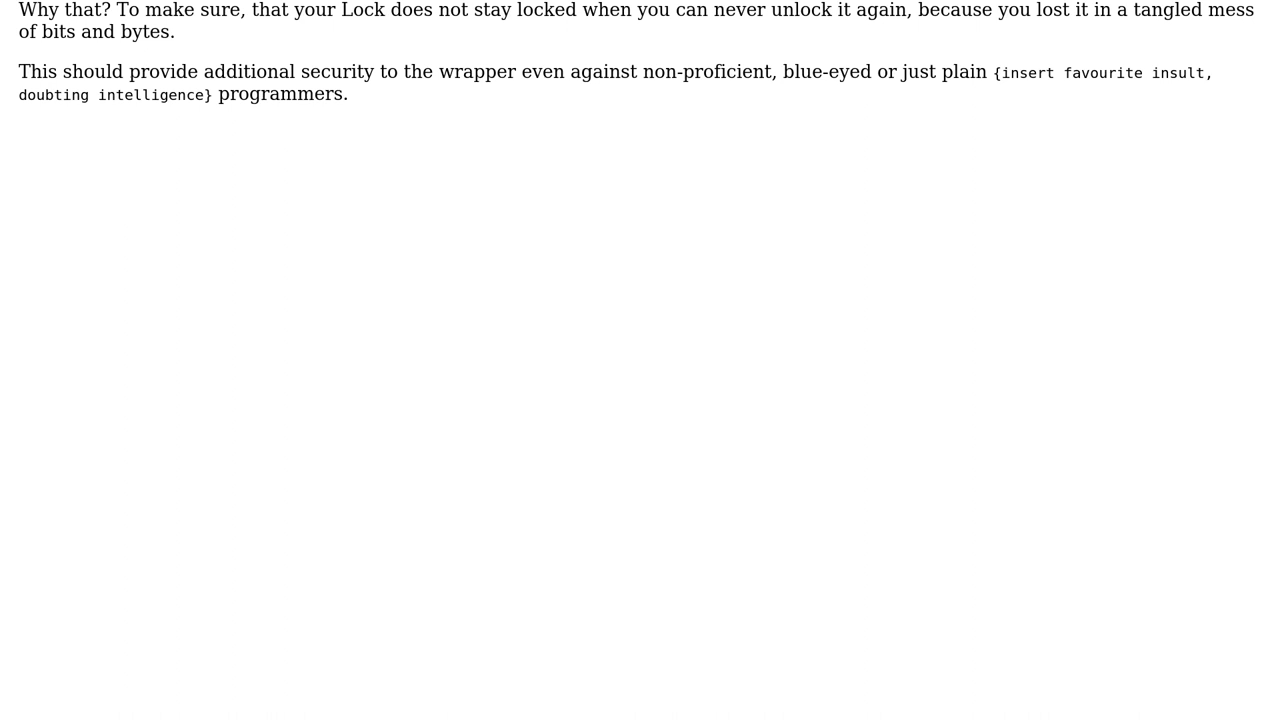 Why that? To make sure, that your Lock does not stay locked when you can never unlock it again, because you lost it in a tangled mess
of bits and bytes.
This should provide additional security to the wrapper even against non-proficient, blue-eyed or just plain {insert favourite insult,
doubting intelligence} programmers.